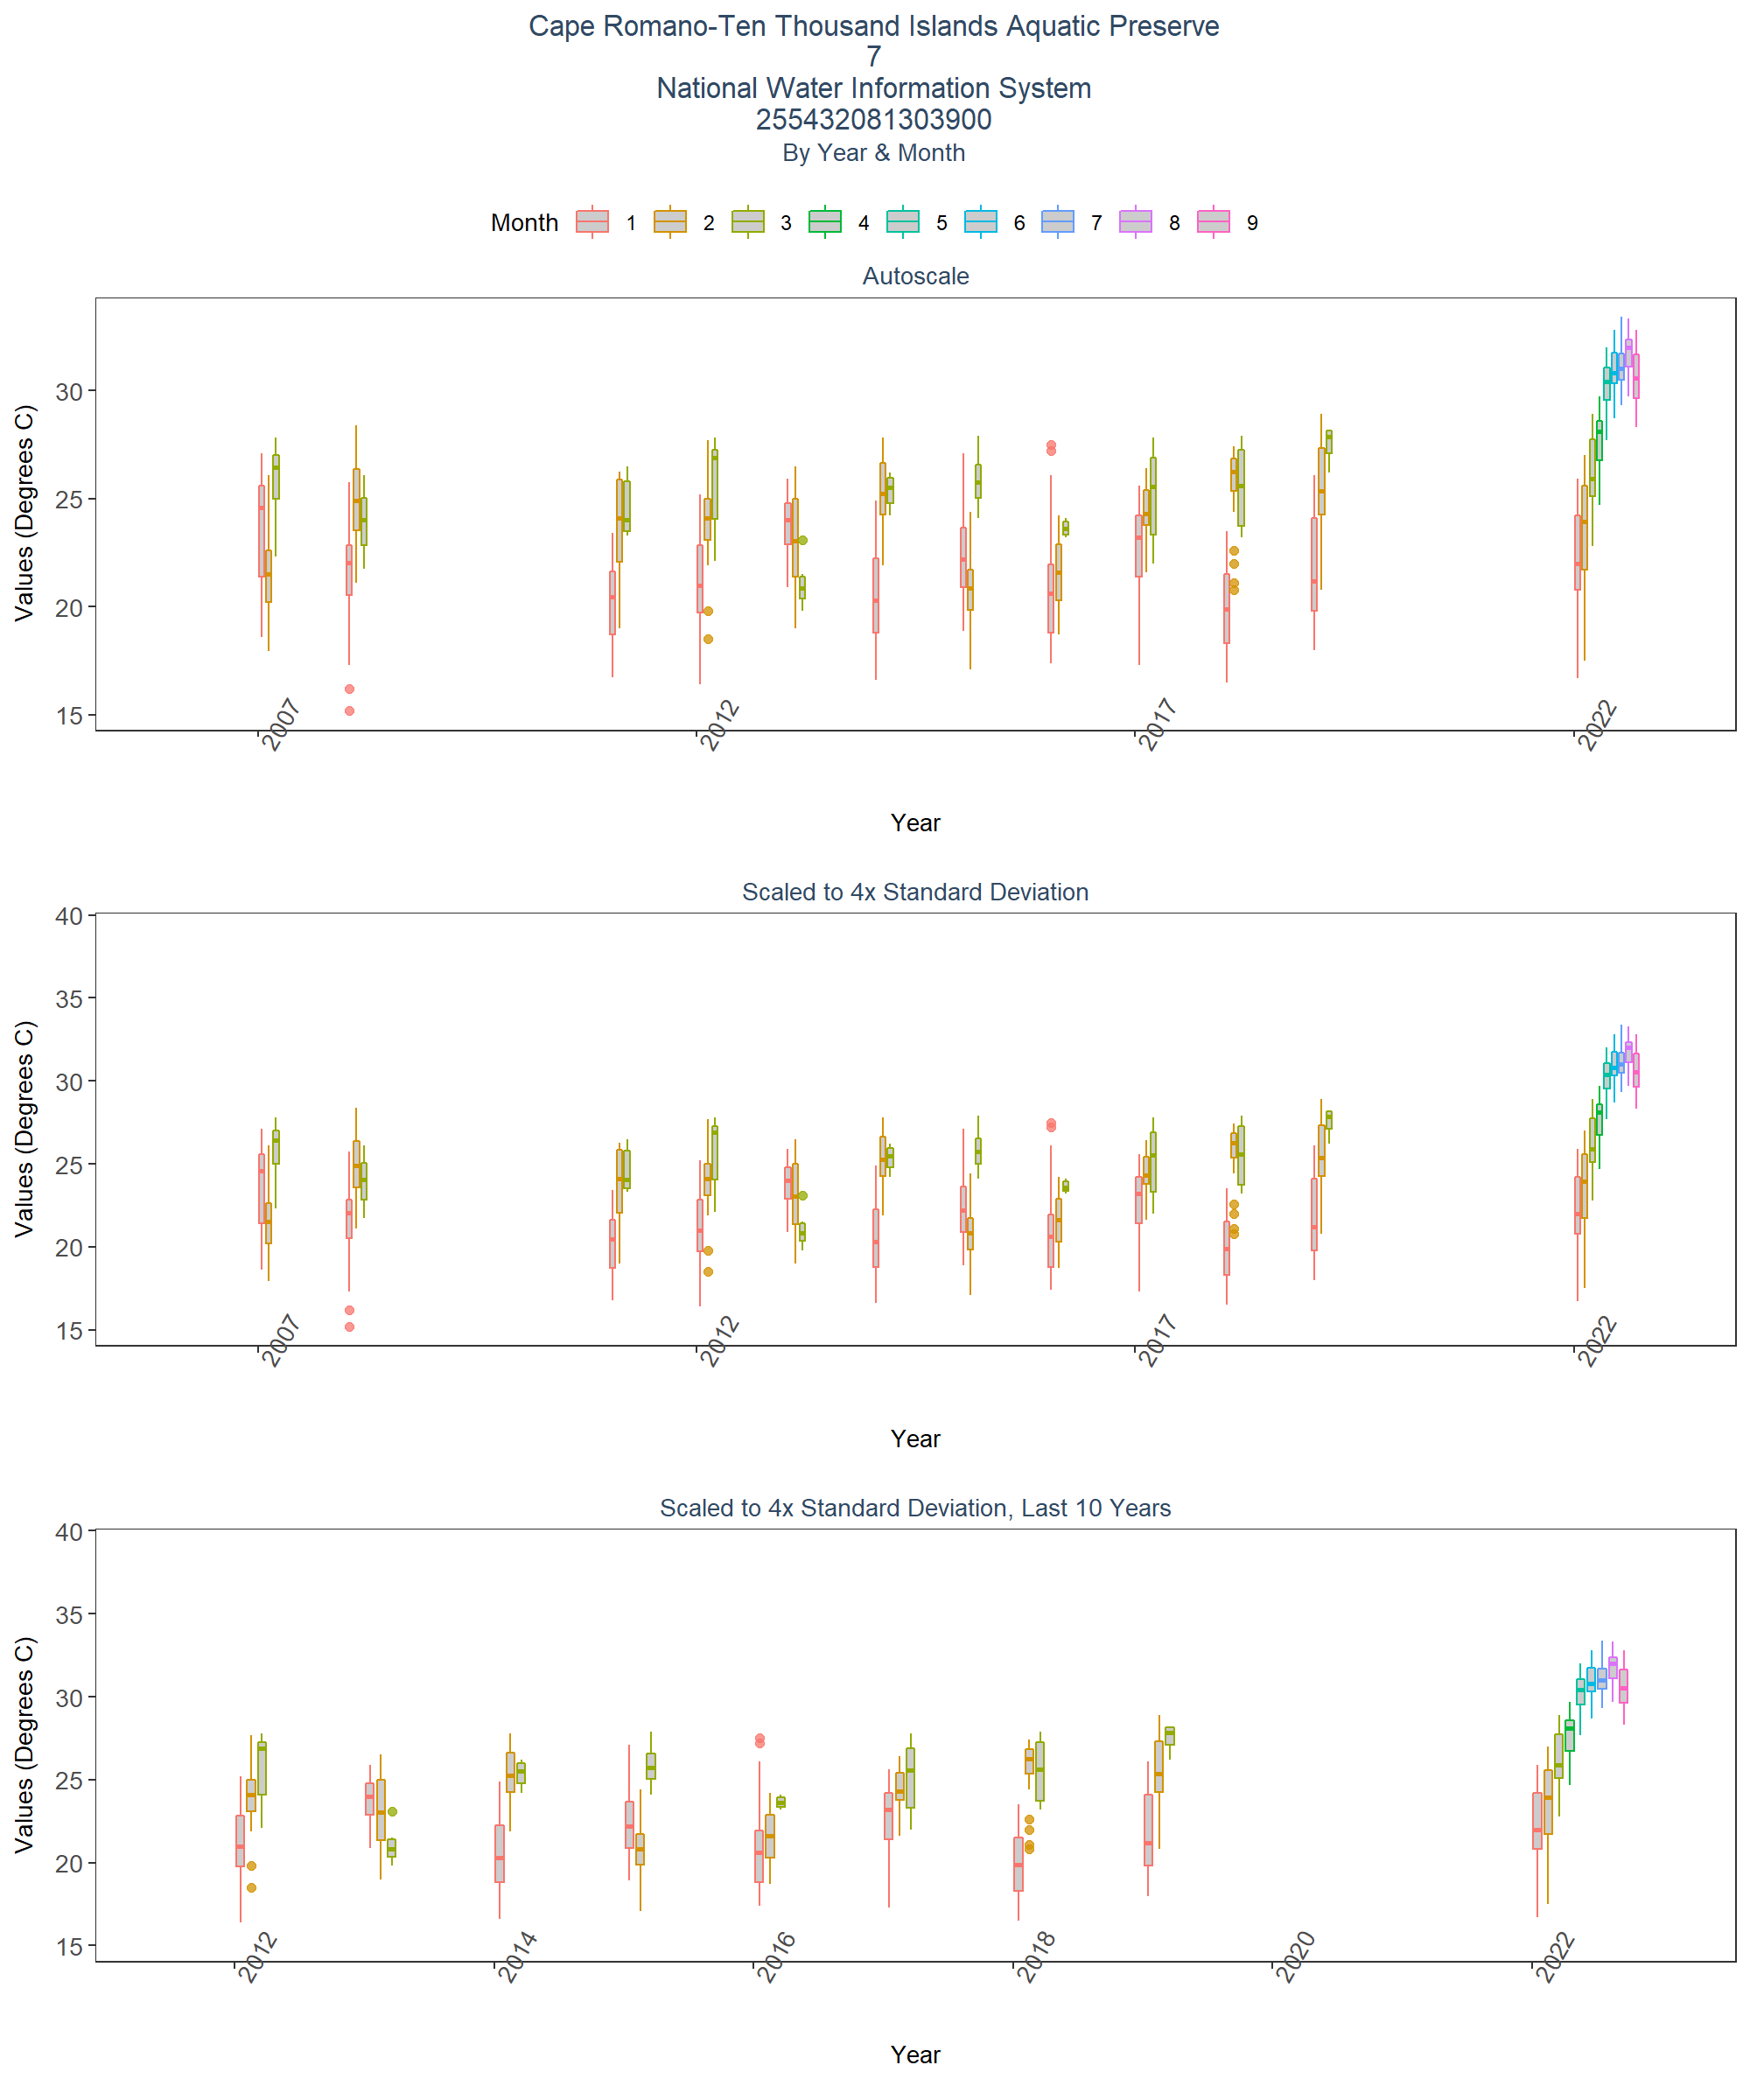 Cape Romano-Ten Thousand Islands Aquatic Preserve
7
National Water Information System
255432081303900
By Year & Month
Month 1 2 3 4 5 6 7 8 9
Autoscale
Values (Degrees C)
30
25
20
15
2007 2012 2017 2022
Year
Scaled to 4x Standard Deviation
Values (Degrees C)
40
35
30
25
20
15
2007 2012 2017 2022
Year
Scaled to 4x Standard Deviation, Last 10 Years
Values (Degrees C)
40
35
30
25
20
15
2012 2014 2016 2018 2020 2022
Year